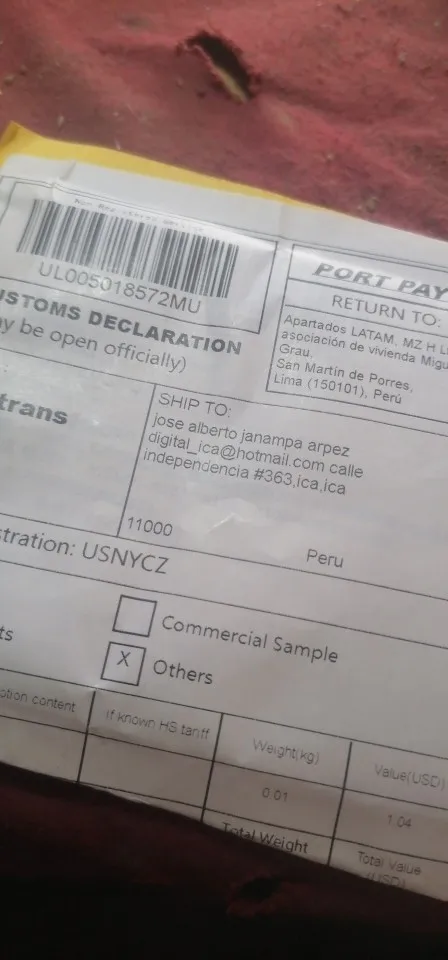 UL005018572MU
USTOMS DECLARATION
ay be open officially)
PORT PAY
RETURN TO:
Apartados LATAM, MZ H L
asociación de vivienda Migu
Grau,
San Martín de Porres,
Lima (150101), Perú
trans
SHIP TO:
jose alberto janampa arpez
digital_ica@hotmail.com calle
independencia #363,ica,ica
11000
Peru
stration: USNYCZ
Commercial Sample
ts
X Others
ption content
If known HS tariff
Weight(kg)
Value(USD)
0.01
1.04
Total Weight
Total Value
(USD)